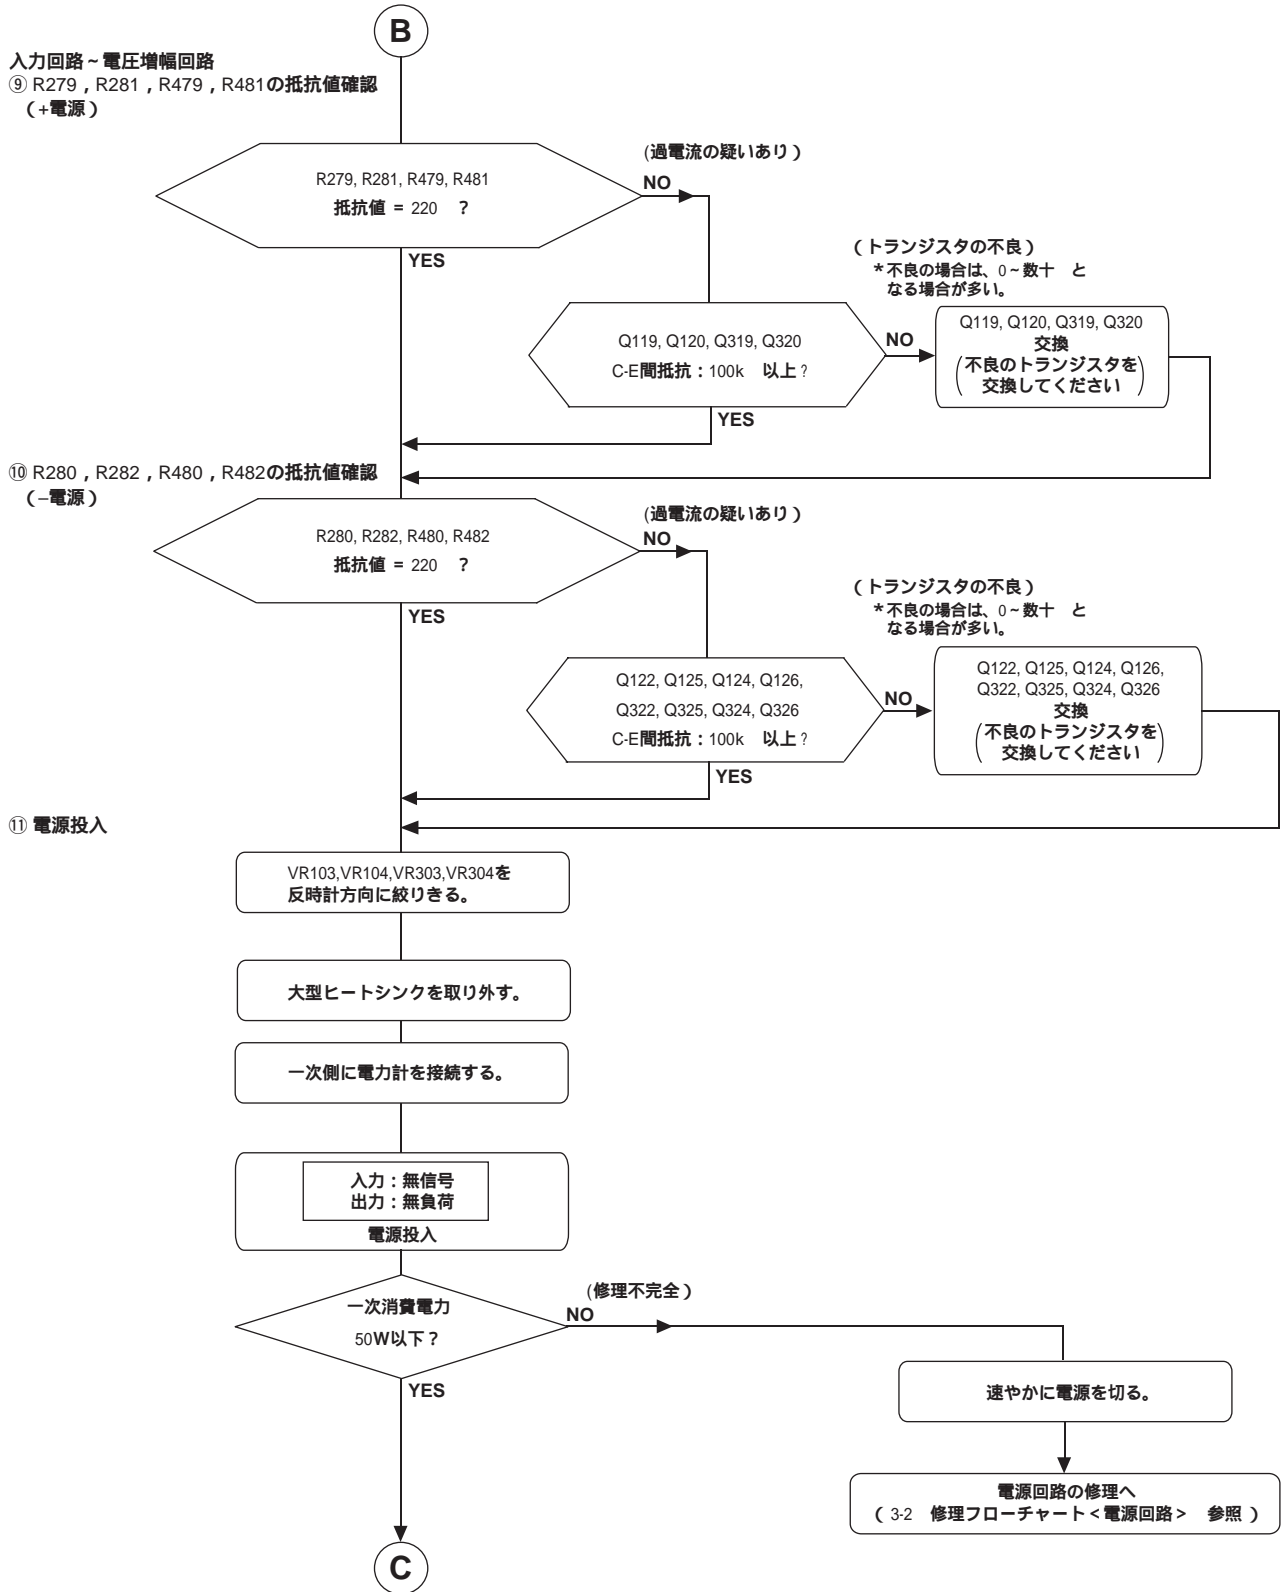 B
入力回路~電圧増幅回路
⑨ R279 , R281 , R479 , R481の抵抗値確認
(+電源)
R279, R281, R479, R481
抵抗値 = 220 ?
(過電流の疑いあり)
NO
YES
Q119, Q120, Q319, Q320
C-E間抵抗:100k 以上?
NO
YES
(トランジスタの不良)
*不良の場合は、0~数十 と
なる場合が多い。
Q119, Q120, Q319, Q320
交換
(不良のトランジスタを
交換してください)
⑩ R280 , R282 , R480 , R482の抵抗値確認
(–電源)
R280, R282, R480, R482
抵抗値 = 220 ?
(過電流の疑いあり)
NO
YES
Q122, Q125, Q124, Q126,
Q322, Q325, Q324, Q326
C-E間抵抗:100k 以上?
NO
YES
(トランジスタの不良)
*不良の場合は、0~数十 と
なる場合が多い。
Q122, Q125, Q124, Q126,
Q322, Q325, Q324, Q326
交換
(不良のトランジスタを
交換してください)
⑪ 電源投入
VR103,VR104,VR303,VR304を
反時計方向に絞りきる。
大型ヒートシンクを取り外す。
一次側に電力計を接続する。
入力:無信号
出力:無負荷
電源投入
一次消費電力
50W以下?
(修理不完全)
NO
YES
速やかに電源を切る。
電源回路の修理へ
( 3-2 修理フローチャート<電源回路> 参照 )
C